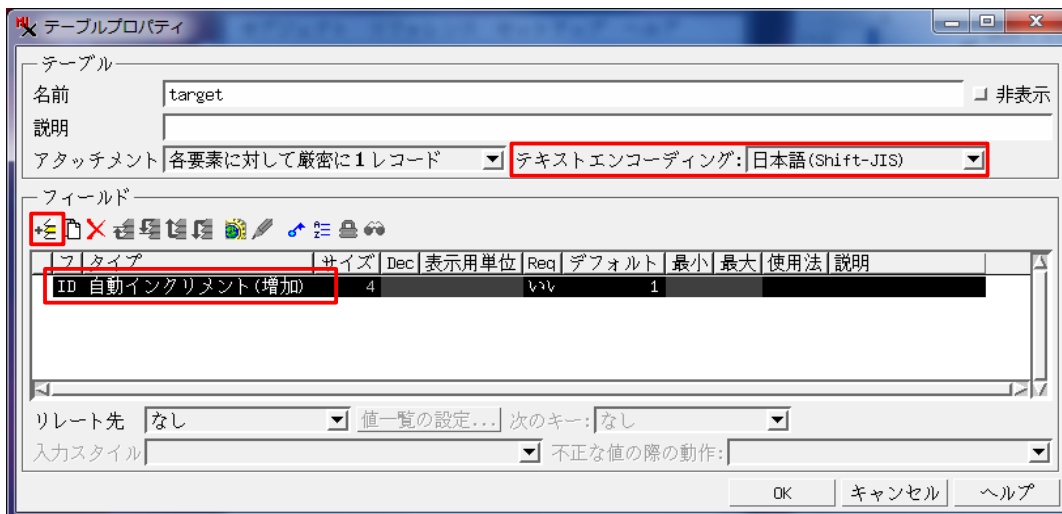 テーブルプロパティ
テーブル
名前 target 非表示
説明
アタッチメント 各要素に対して厳密に1レコード テキストエンコーディング: 日本語(Shift-JIS)
フィールド
フ タイプ サイズ Dec 表示用単位 Req デフォルト 最小 最大 使用法 説明
ID 自動インクリメント(増加) 4 いい 1
リレート先 なし 値一覧の設定... 次のキー: なし
入力スタイル 不正な値の際の動作:
OK キャンセル ヘルプ